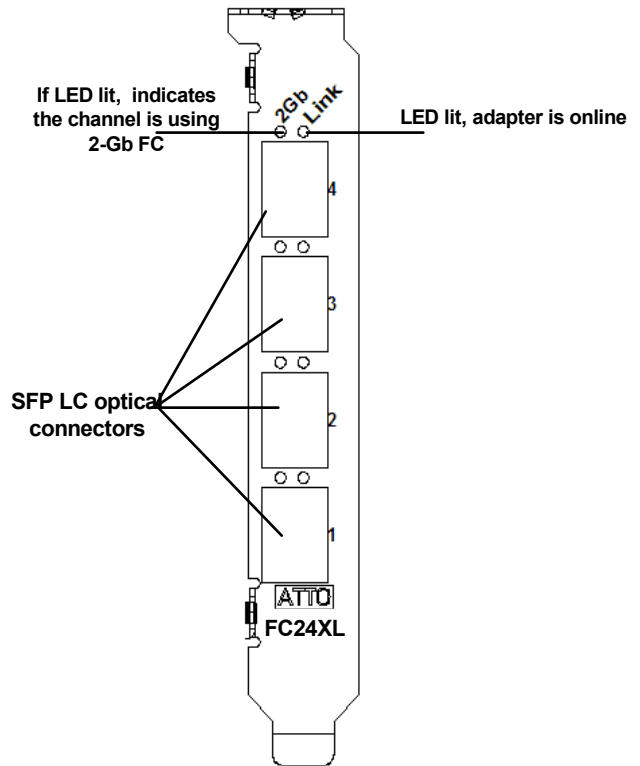 If LED lit, indicates
the channel is using
2-Gb FC
2Gb
Link
LED lit, adapter is online
4
3
SFP LC optical
connectors
2
1
ATTO
FC24XL